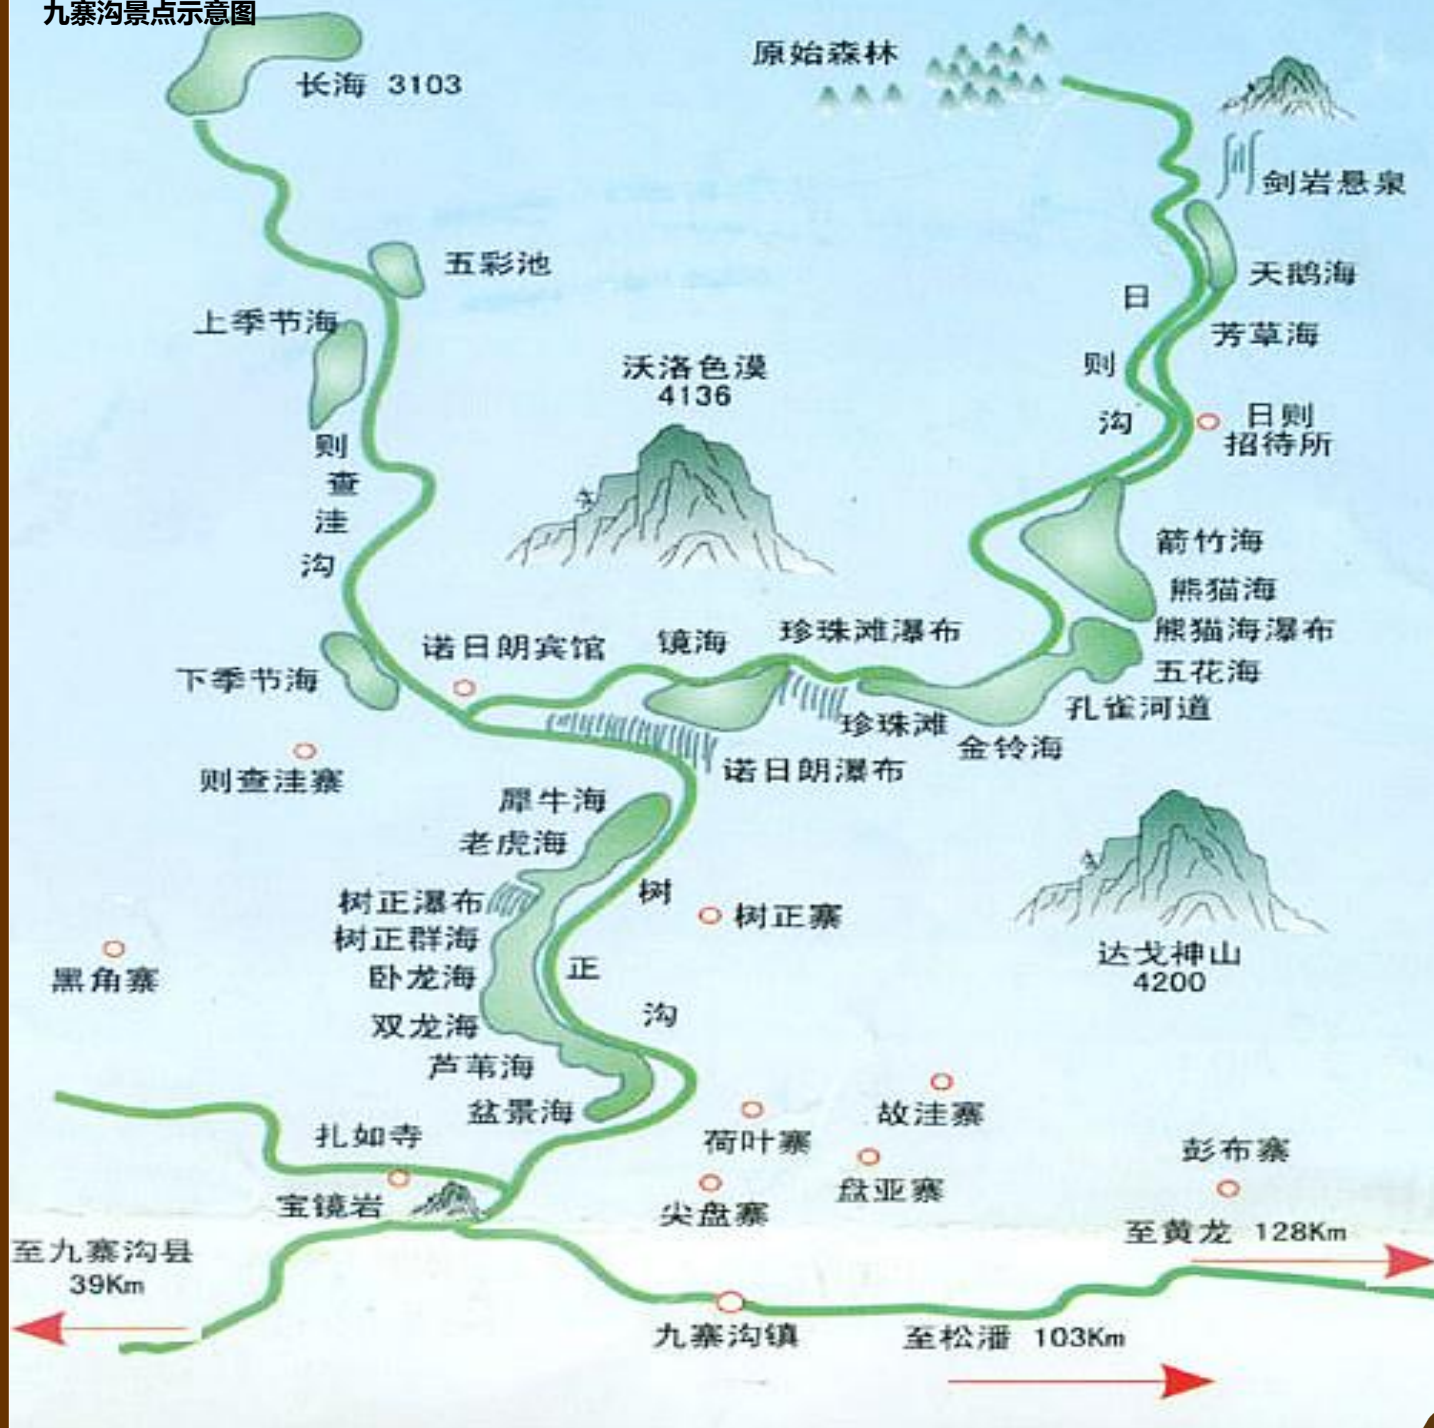 九寨沟景点示意图
长海 3103
原始森林
剑岩悬泉
五彩池
天鹅海
上季节海
芳草海
日则沟
沃洛色漠
4136
日则
招待所
则查洼沟
箭竹海
熊猫海
熊猫海瀑布
五花海
孔雀河道
诺日朗宾馆
镜海
珍珠滩瀑布
下季节海
珍珠滩
金铃海
诺日朗瀑布
则查洼寨
犀牛海
老虎海
树正瀑布
树正群海
卧龙海
双龙海
芦苇海
盆景海
树正沟
树正寨
黑角寨
达戈神山
4200
扎如寺
宝镜岩
荷叶寨
故洼寨
尖盘寨
盘亚寨
彭布寨
至黄龙 128Km
至九寨沟县
39Km
九寨沟镇
至松潘 103Km